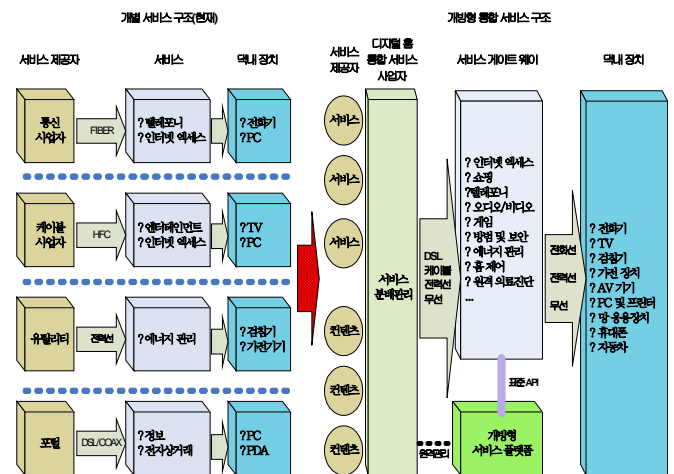 개별 서비스 구조(현재)
개방형 통합 서비스 구조
서비스 제공자
서비스
댁내 장치
서비스
제공자
디지털 홈
통합 서비스
사업자
서비스 게이트 웨이
댁내 장치
통신
사업자
FIBER
? 텔레포니
? 인터넷 엑세스
? 전화기
? PC
케이블
사업자
HFC
? 엔터테인먼트
? 인터넷 엑세스
? TV
? PC
유틸리티
전력선
? 에너지 관리
? 검침기
? 가전기기
포털
DSL/COAX
? 정보
? 전자상거래
? PC
? PDA
서비스
서비스
서비스
컨텐츠
컨텐츠
컨텐츠
서비스
분배관리
DSL
케이블
전력선
무선
? 인터넷 엑세스
? 쇼핑
?텔레포니
? 오디오/비디오
? 게임
? 방범 및 보안
? 에너지 관리
? 홈 제어
? 원격 의료진단
...
전화선
전력선
무선
? 전화기
? TV
? 검침기
? 가전 장치
? AV 기기
? PC 및 프린터
? 망 응용장치
? 휴대폰
? 자동차
표준 API
원격관리
개방형
서비스 플랫폼